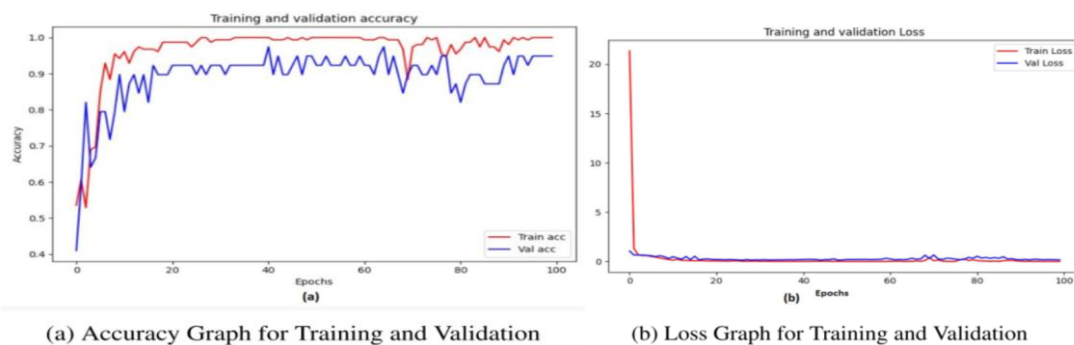 Training and validation accuracy
1.0
0.9
0.8
0.7
0.6
0.5
0.4
Accuracy
0
20
40
60
80
100
Epochs
Train acc
Val acc
(a)
Training and validation Loss
20
15
10
5
0
0
20
40
60
80
100
Epochs
Train Loss
Val Loss
(b)
(a) Accuracy Graph for Training and Validation
(b) Loss Graph for Training and Validation